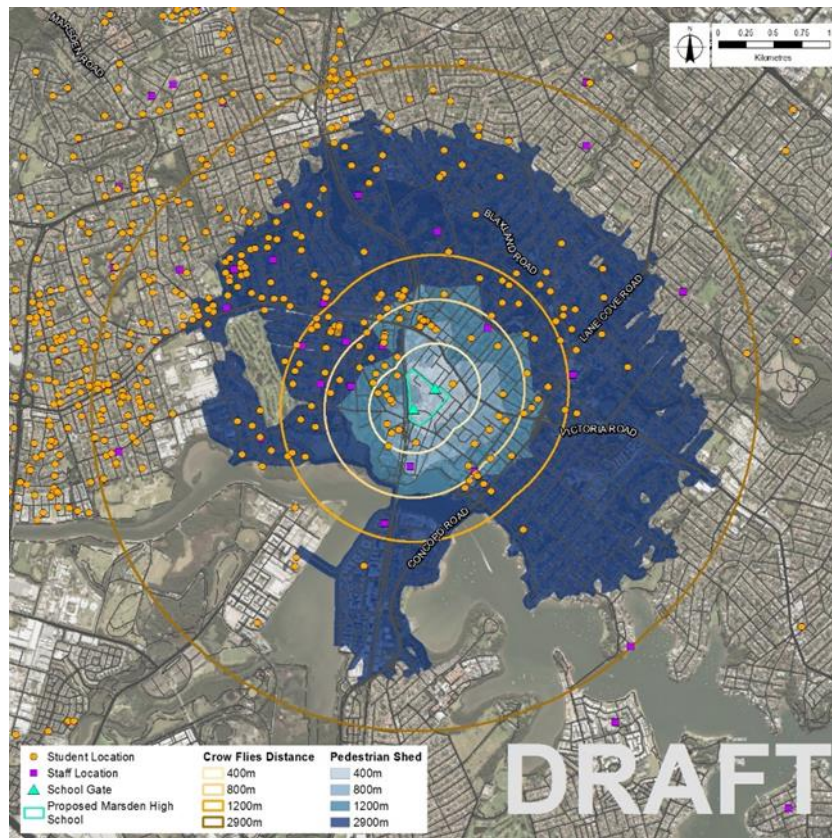 MARSDEN ROAD
N
0 0.25 0.5 0.75 1
Kilometres
BLAXLAND ROAD
LANE COVE ROAD
VICTORIA ROAD
CONCORD ROAD
Student Location
Staff Location
School Gate
Proposed Marsden High
School
Crow Flies Distance
400m
800m
1200m
2900m
Pedestrian Shed
400m
800m
1200m
2900m
DRAFT